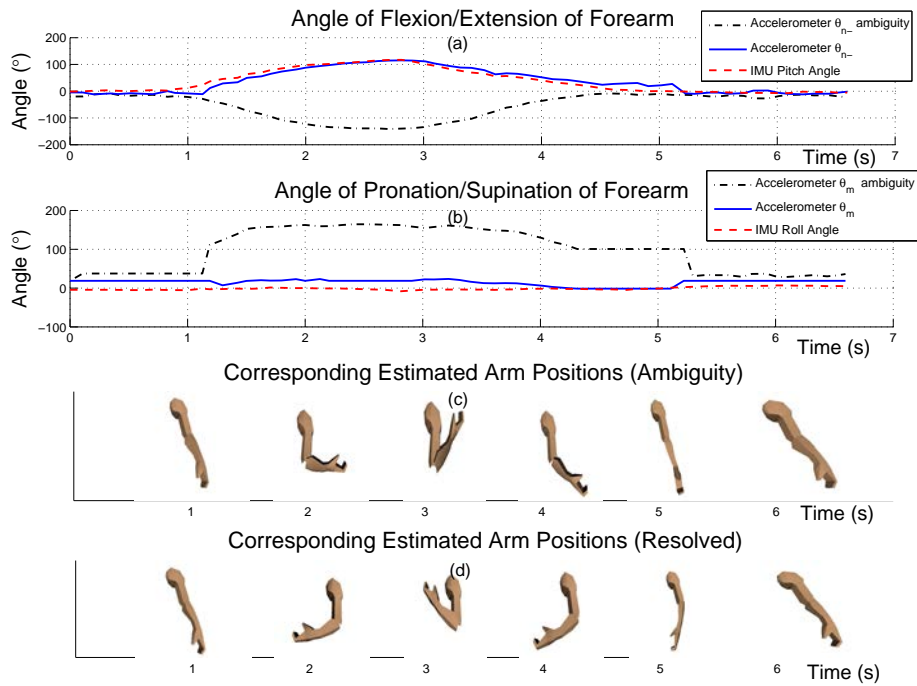 Angle of Flexion/Extension of Forearm
(a)
Angle (°)
200
100
0
−100
−200
0 1 2 3 4 5 6 7
Time (s)
Accelerometer θn− ambiguity
Accelerometer θn−
IMU Pitch Angle
Angle of Pronation/Supination of Forearm
(b)
Angle (°)
200
100
0
−100
0 1 2 3 4 5 6 7
Time (s)
Accelerometer θm ambiguity
Accelerometer θm
IMU Roll Angle
Corresponding Estimated Arm Positions (Ambiguity)
(c)
1 2 3 4 5 6
Time (s)
Corresponding Estimated Arm Positions (Resolved)
(d)
1 2 3 4 5 6
Time (s)